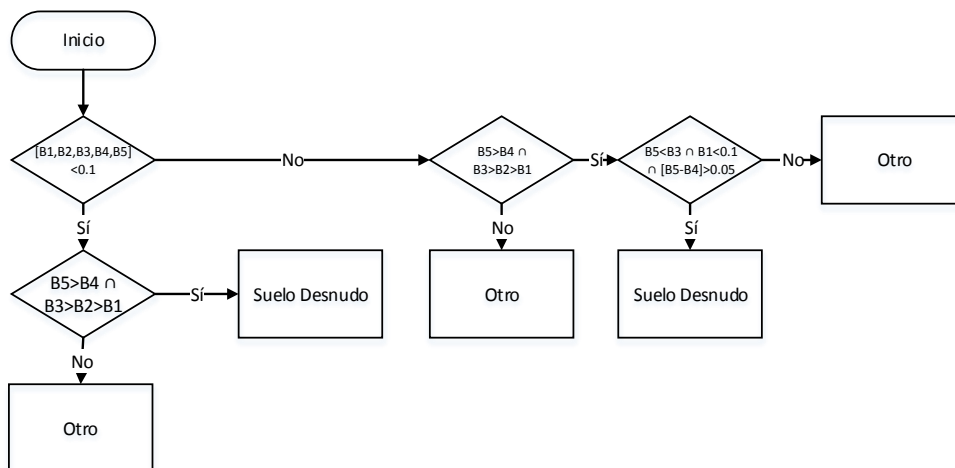 Inicio
[B1,B2,B3,B4,B5]
<0.1
No
B5>B4 ∩
B3>B2>B1
Sí
B5<B3 ∩ B1<0.1
∩ [B5-B4]>0.05
No
Otro
Sí
No
Sí
B5>B4 ∩
B3>B2>B1
Sí
Suelo Desnudo
Otro
Suelo Desnudo
No
Otro